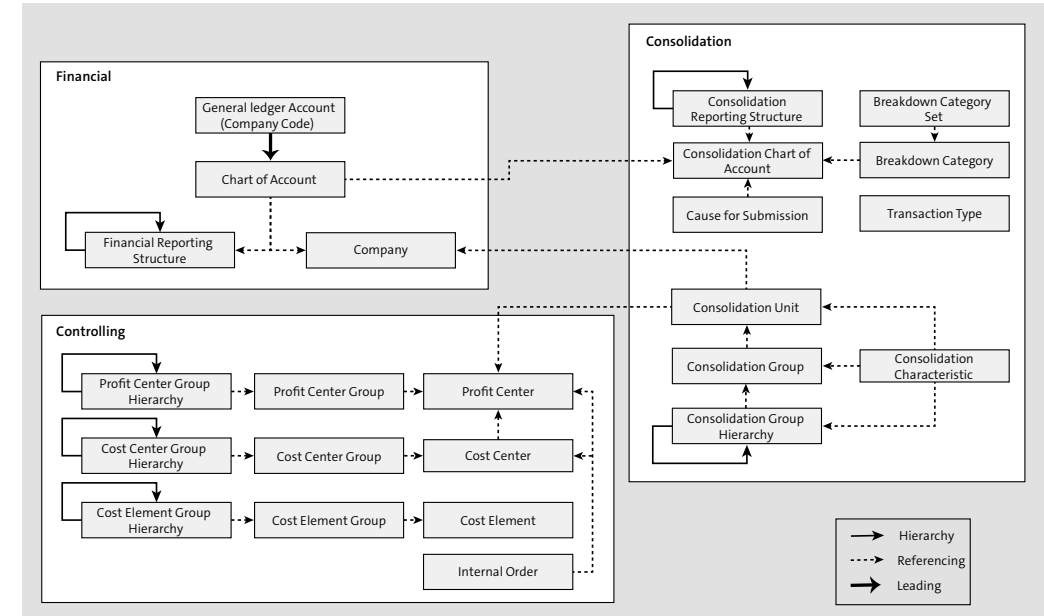 Financial
General ledger Account
(Company Code)
Chart of Account
Financial Reporting
Structure
Company
Consolidation
Consolidation
Reporting Structure
Breakdown Category
Set
Consolidation Chart of
Account
Breakdown Category
Cause for Submission
Transaction Type
Consolidation Unit
Consolidation Group
Consolidation
Characteristic
Consolidation Group
Hierarchy
Controlling
Profit Center Group
Hierarchy
Profit Center Group
Profit Center
Cost Center Group
Hierarchy
Cost Center Group
Cost Center
Cost Element Group
Hierarchy
Cost Element Group
Cost Element
Internal Order
Hierarchy
Referencing
Leading